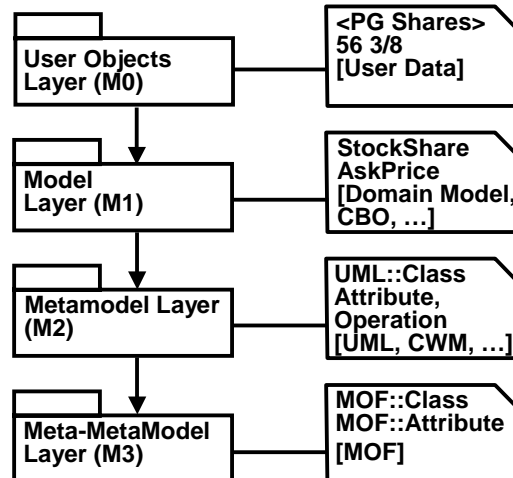 User Objects
Layer (M0)
<PG Shares>
56 3/8
[User Data]
Model
Layer (M1)
StockShare
AskPrice
[Domain Model,
CBO, ...]
Metamodel Layer
(M2)
UML::Class
Attribute,
Operation
[UML, CWM, ...]
Meta-MetaModel
Layer (M3)
MOF::Class
MOF::Attribute
[MOF]